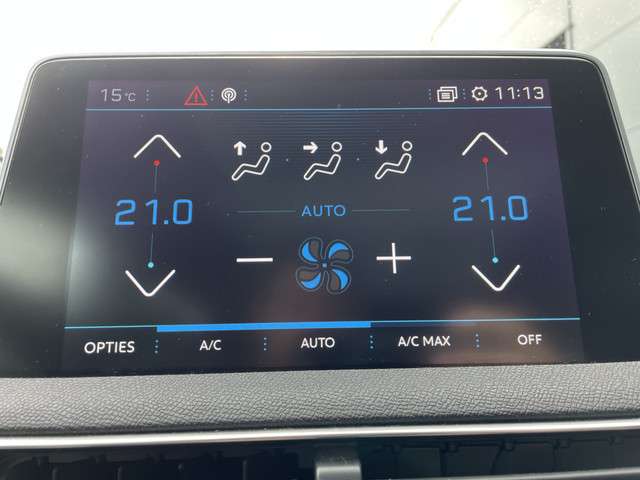 15°C 11:13
21.0 21.0
AUTO
OPTIES A/C AUTO A/C MAX OFF